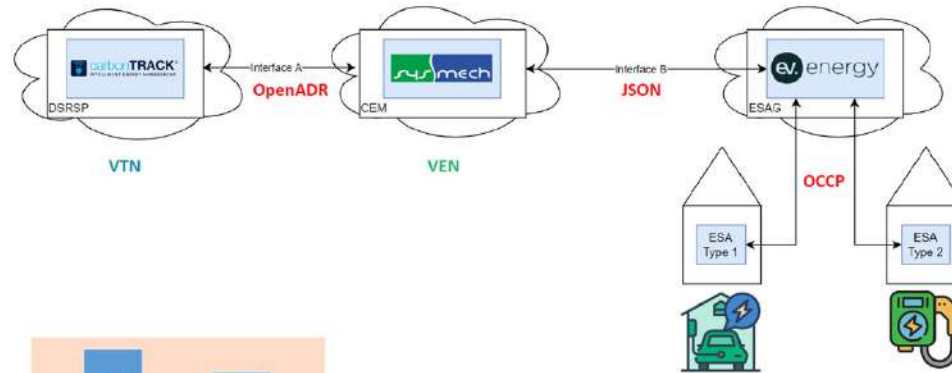 carbonTRACK
INTELLIGENT ENERGY MANAGEMENT
DSRSP
VTN
Interface A
OpenADR
sysmech
CEM
VEN
Interface B
JSON
ev.energy
ESAG
OCCP
ESA
Type 1
ESA
Type 2